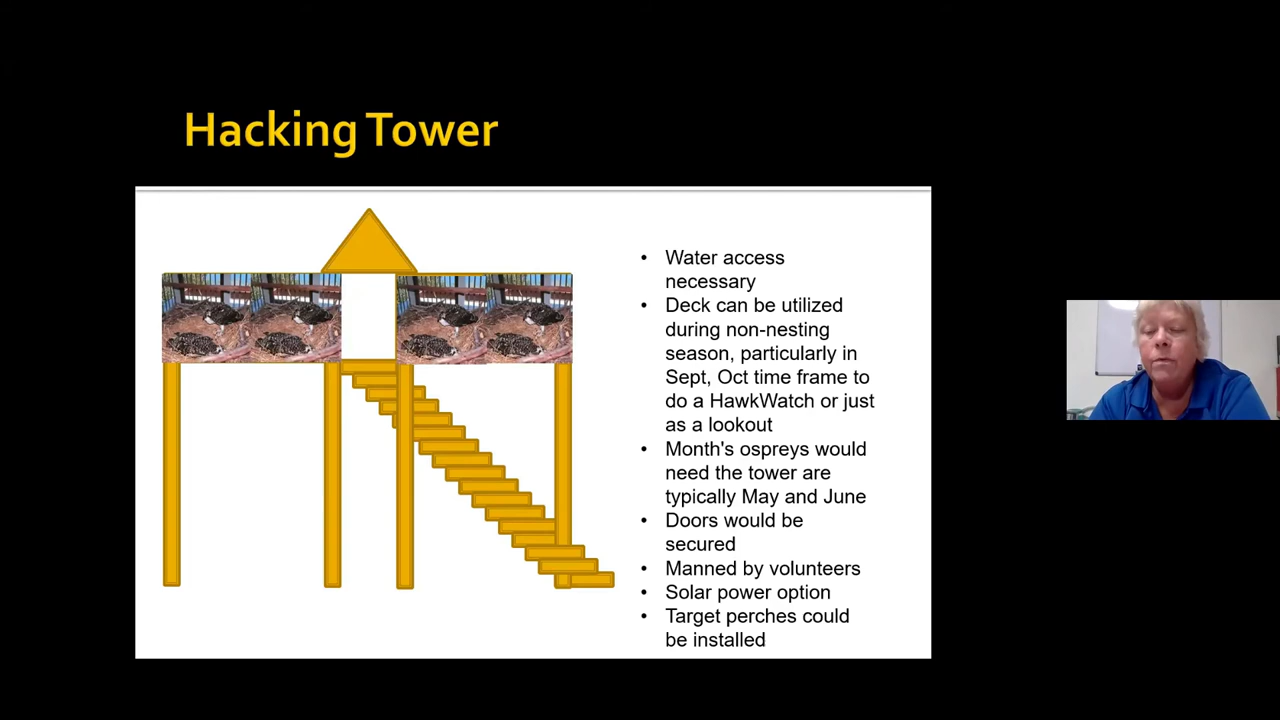 Hacking Tower
• Water access
necessary
• Deck can be utilized
during non-nesting
season, particularly in
Sept, Oct time frame to
do a HawkWatch or just
as a lookout
• Month's ospreys would
need the tower are
typically May and June
• Doors would be
secured
• Manned by volunteers
• Solar power option
• Target perches could
be installed